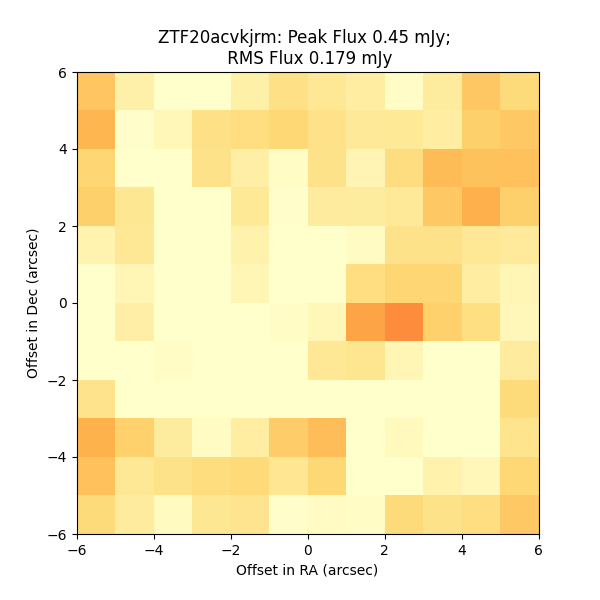 ZTF20acvkjrm: Peak Flux 0.45 mJy;
RMS Flux 0.179 mJy
6
4
2
0
−2
−4
−6
Offset in Dec (arcsec)
−6 −4 −2 0 2 4 6
Offset in RA (arcsec)